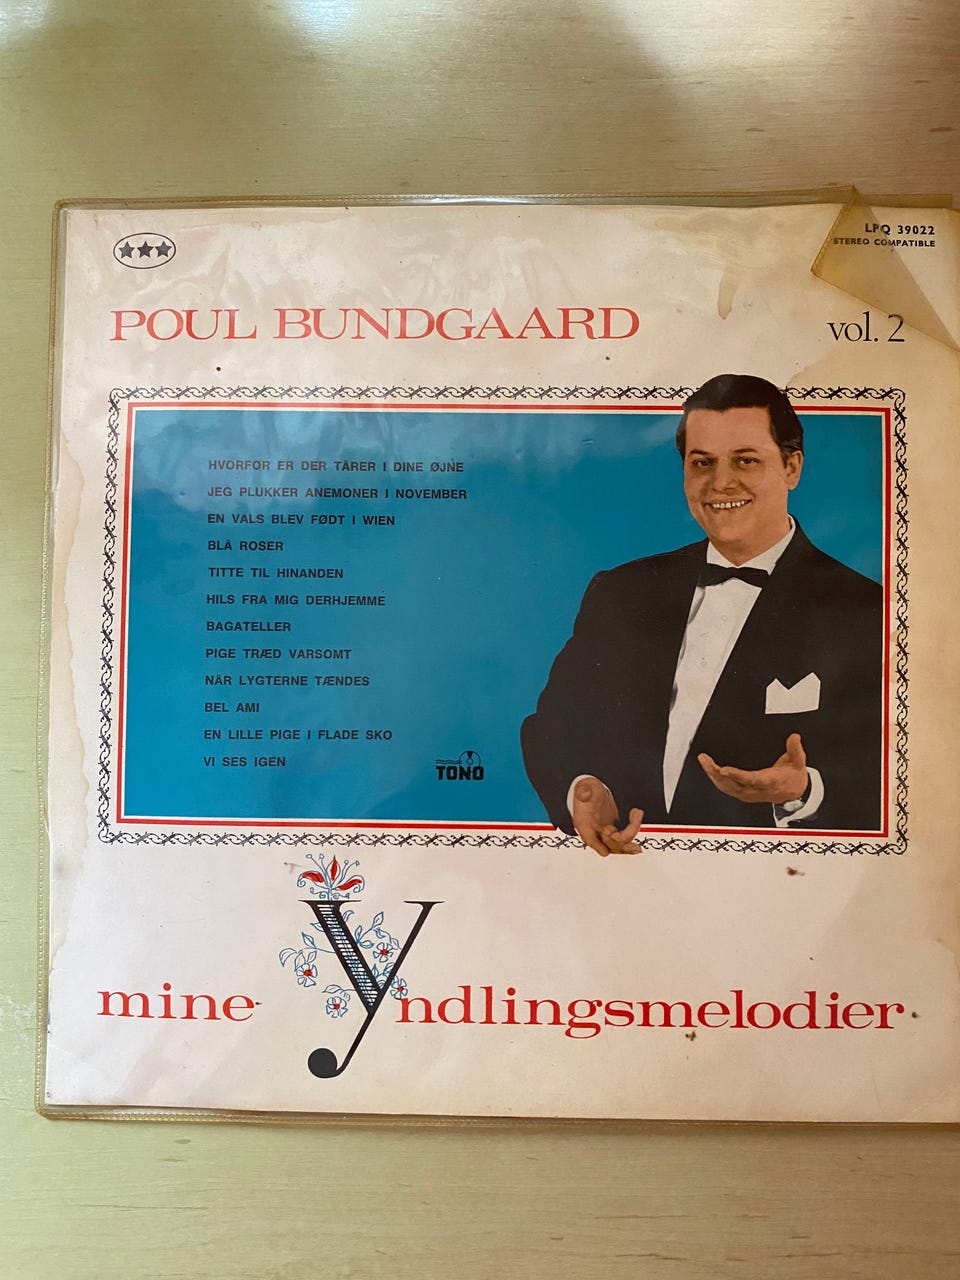 LPQ 39022
STEREO COMPATIBLE
POUL BUNDGAARD
vol. 2
HVORFOR ER DER TÅRER I DINE ØJNE
JEG PLUKKER ANEMONER I NOVEMBER
EN VALS BLEV FØDT I WIEN
BLÅ ROSER
TITTE TIL HINANDEN
HILS FRA MIG DERHJEMME
BAGATELLER
PIGE TRÆD VARSOMT
NÅR LYGTERNE TÆNDES
BEL AMI
EN LILLE PIGE I FLADE SKO
VI SES IGEN
TONO
mine yndlingsmelodier